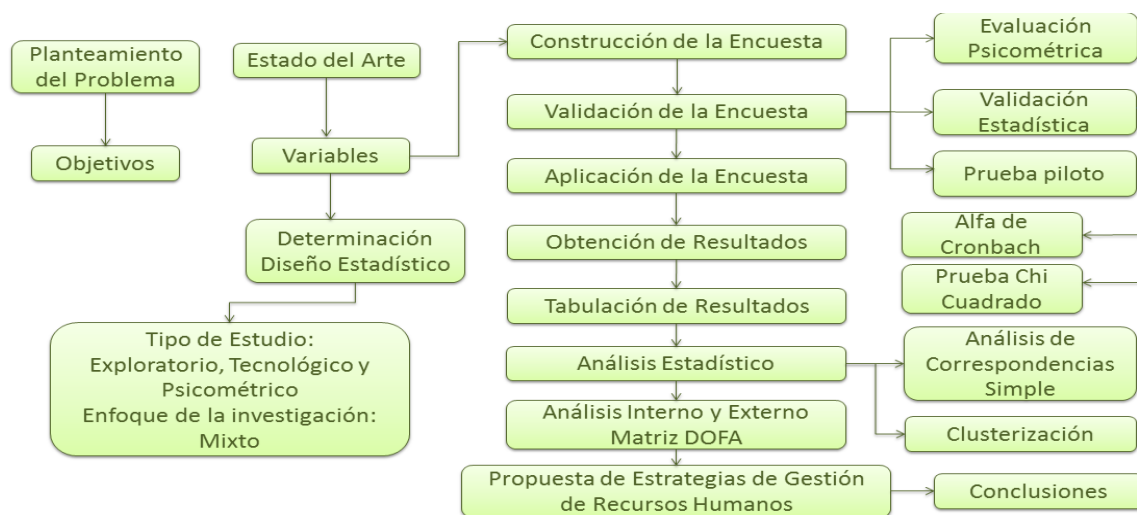 Planteamiento
del Problema
Objetivos
Estado del Arte
Variables
Determinación
Diseño Estadístico
Tipo de Estudio:
Exploratorio, Tecnológico y
Psicométrico
Enfoque de la investigación:
Mixto
Construcción de la Encuesta
Validación de la Encuesta
Aplicación de la Encuesta
Obtención de Resultados
Tabulación de Resultados
Análisis Estadístico
Análisis Interno y Externo
Matriz DOFA
Propuesta de Estrategias de Gestión
de Recursos Humanos
Evaluación
Psicométrica
Validación
Estadística
Prueba piloto
Alfa de
Cronbach
Prueba Chi
Cuadrado
Análisis de
Correspondencias
Simple
Clusterización
Conclusiones